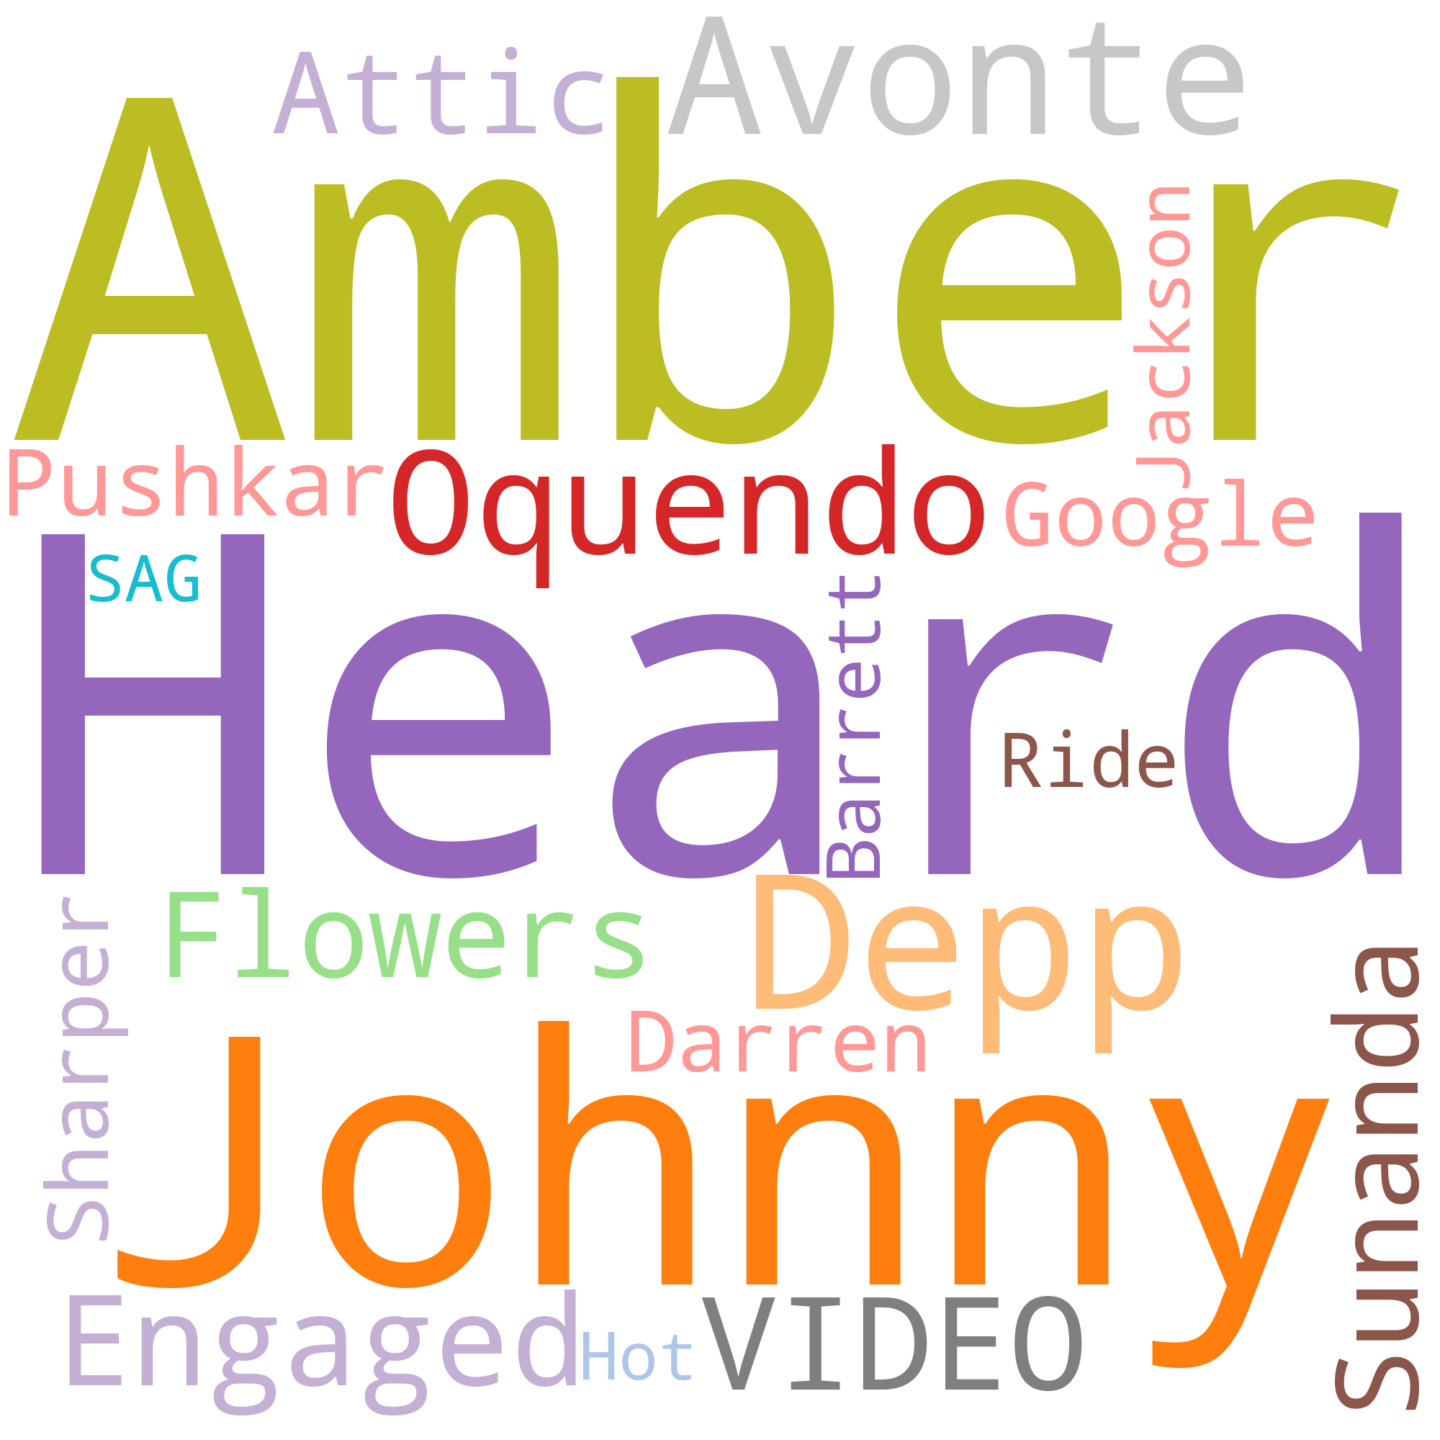 Attic
Avonte
Amber
Jackson
Pushkar
Oquendo
Google
SAG
Heard
Barrett
Ride
Flowers
Depp
Sharper
Darren
Sunanda
Johnny
Engaged
Hot
VIDEO